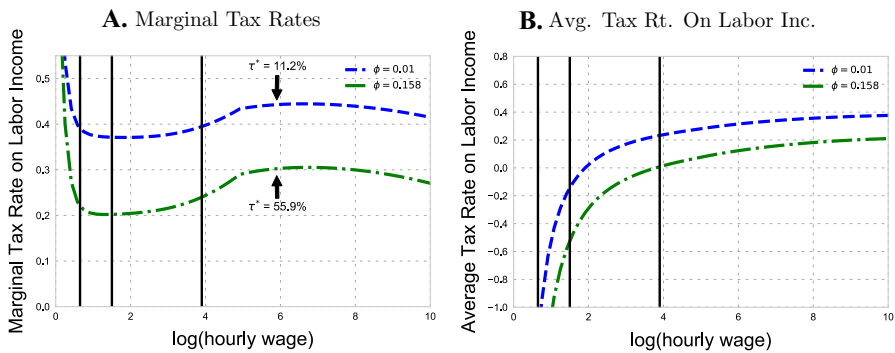 A. Marginal Tax Rates
Marginal Tax Rate on Labor Income
0.5
0.4
0.3
0.2
0.1
0.0
0
2
4
6
8
10
log(hourly wage)
τ* = 11.2%
τ* = 55.9%
ϕ = 0.01
ϕ = 0.158
B. Avg. Tax Rt. On Labor Inc.
Average Tax Rate on Labor Income
0.8
0.6
0.4
0.2
0.0
−0.2
−0.4
−0.6
−0.8
−1.0
0
2
4
6
8
10
log(hourly wage)
ϕ = 0.01
ϕ = 0.158